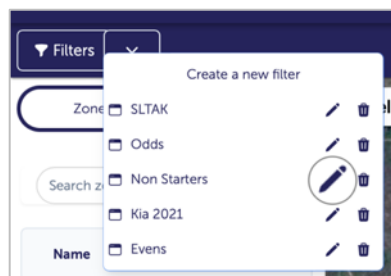 Filters
Create a new filter
Zone
SLTAK
Odds
Search z
Non Starters
Kia 2021
Name
Evens